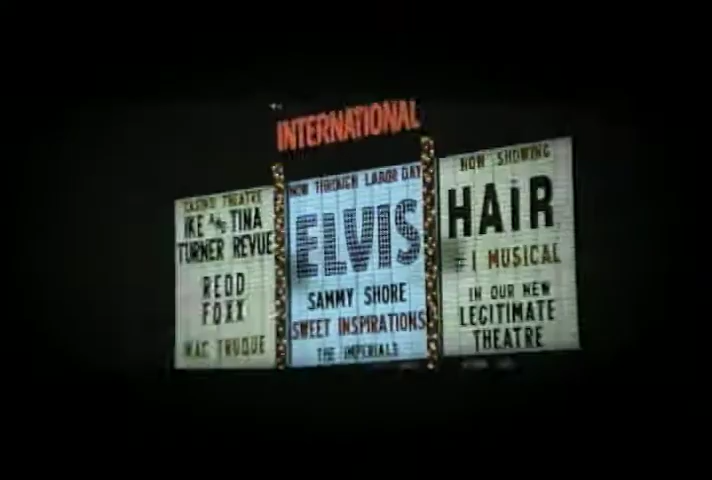 INTERNATIONAL
CASINO THEATRE
IKE AND TINA
TURNER REVUE
REDD
FOXX
NOW THROUGH LABOR DAY
ELVIS
SAMMY SHORE
SWEET INSPIRATIONS
THE IMPERIALS
NOW SHOWING
HAIR
#1 MUSICAL
IN OUR NEW
LEGITIMATE
THEATRE